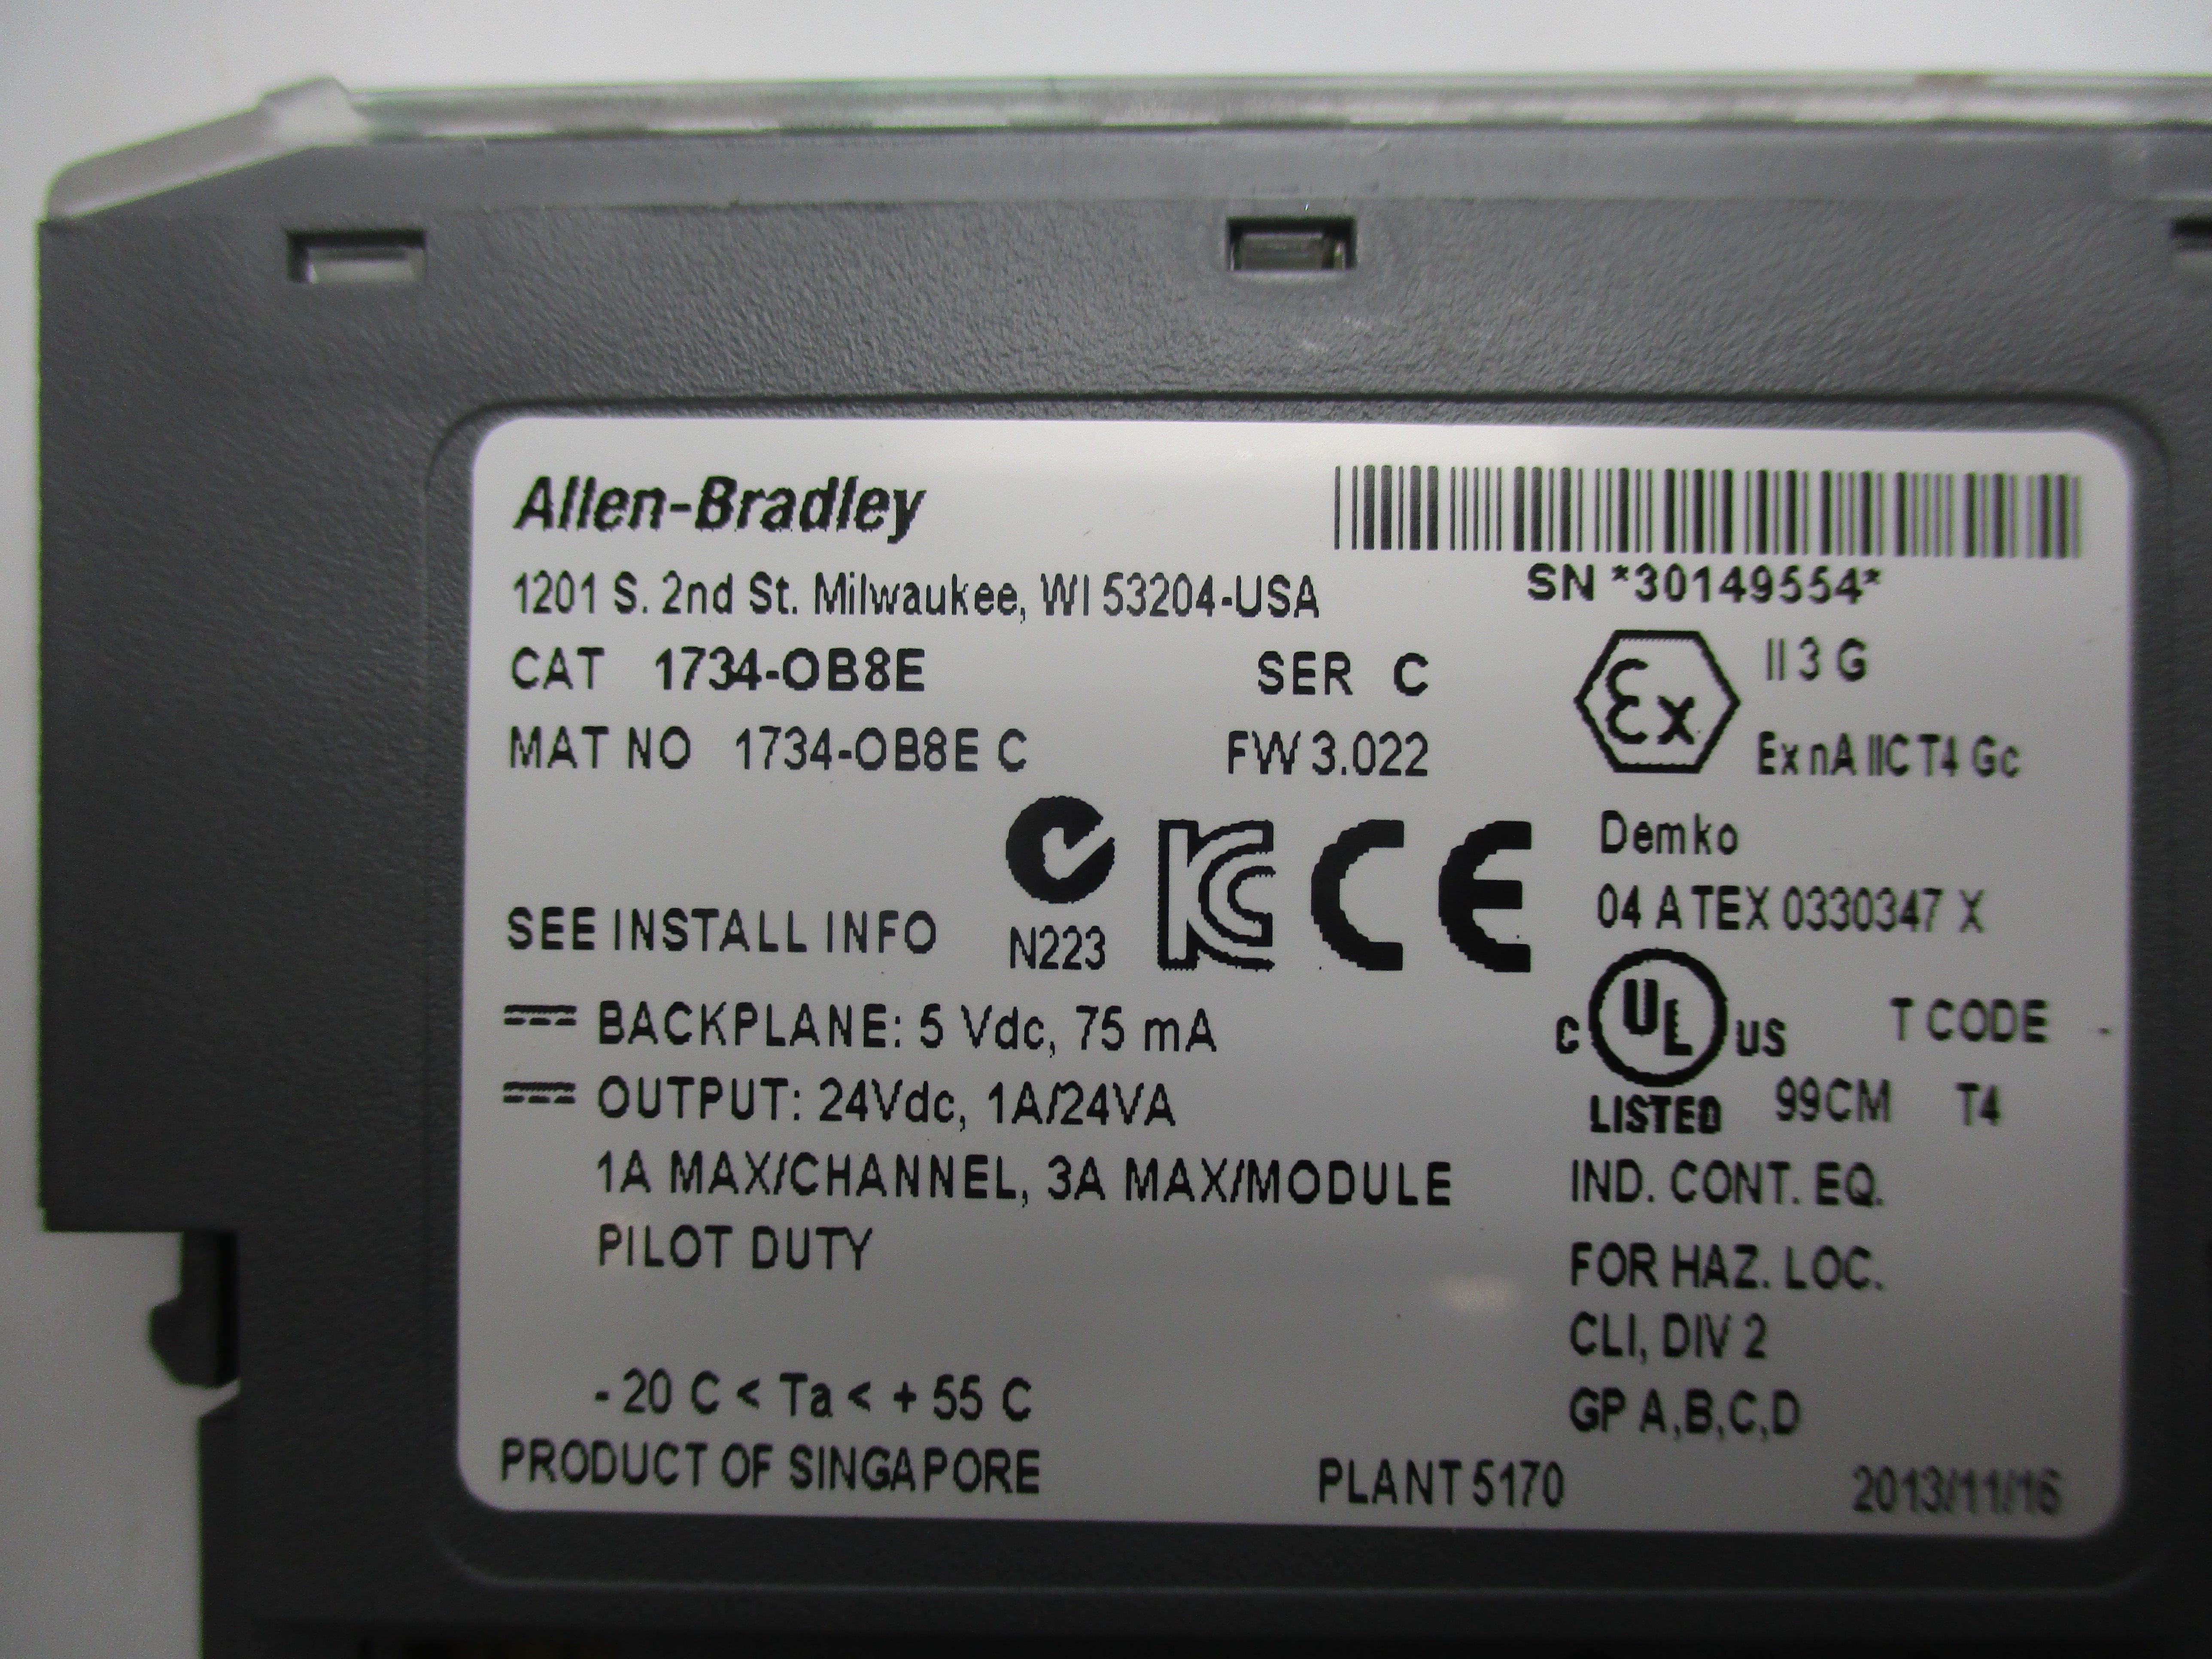 Allen-Bradley
1201 S. 2nd St. Milwaukee, WI 53204-USA
SN *30149554*
CAT 1734-OB8E SER C
MAT NO 1734-OB8E C FW 3.022
Ex II 3 G
Ex nA IIC T4 Gc
Demko
04 ATEX 0330347 X
SEE INSTALL INFO
N223
KC CE
BACKPLANE: 5 Vdc, 75 mA
OUTPUT: 24Vdc, 1A/24VA
1A MAX/CHANNEL, 3A MAX/MODULE
PILOT DUTY
-20 C < Ta < +55 C
PRODUCT OF SINGAPORE
C UL US T CODE -
LISTED 99CM T4
IND. CONT. EQ.
FOR HAZ. LOC.
CLI, DIV 2
GP A,B,C,D
PLANT 5170 2013/11/16